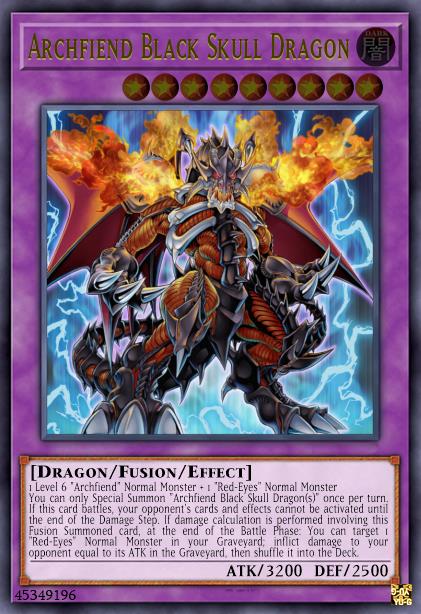 Archfiend Black Skull Dragon
DARK
闇
[Dragon/Fusion/Effect]
1 Level 6 "Archfiend" Normal Monster + 1 "Red-Eyes" Normal Monster
You can only Special Summon "Archfiend Black Skull Dragon(s)" once per turn.
If this card battles, your opponent's cards and effects cannot be activated until
the end of the Damage Step. If damage calculation is performed involving this
Fusion Summoned card, at the end of the Battle Phase: You can target 1
"Red-Eyes" Normal Monster in your Graveyard; inflict damage to your
opponent equal to its ATK in the Graveyard, then shuffle it into the Deck.
ATK/3200 DEF/2500
45349196